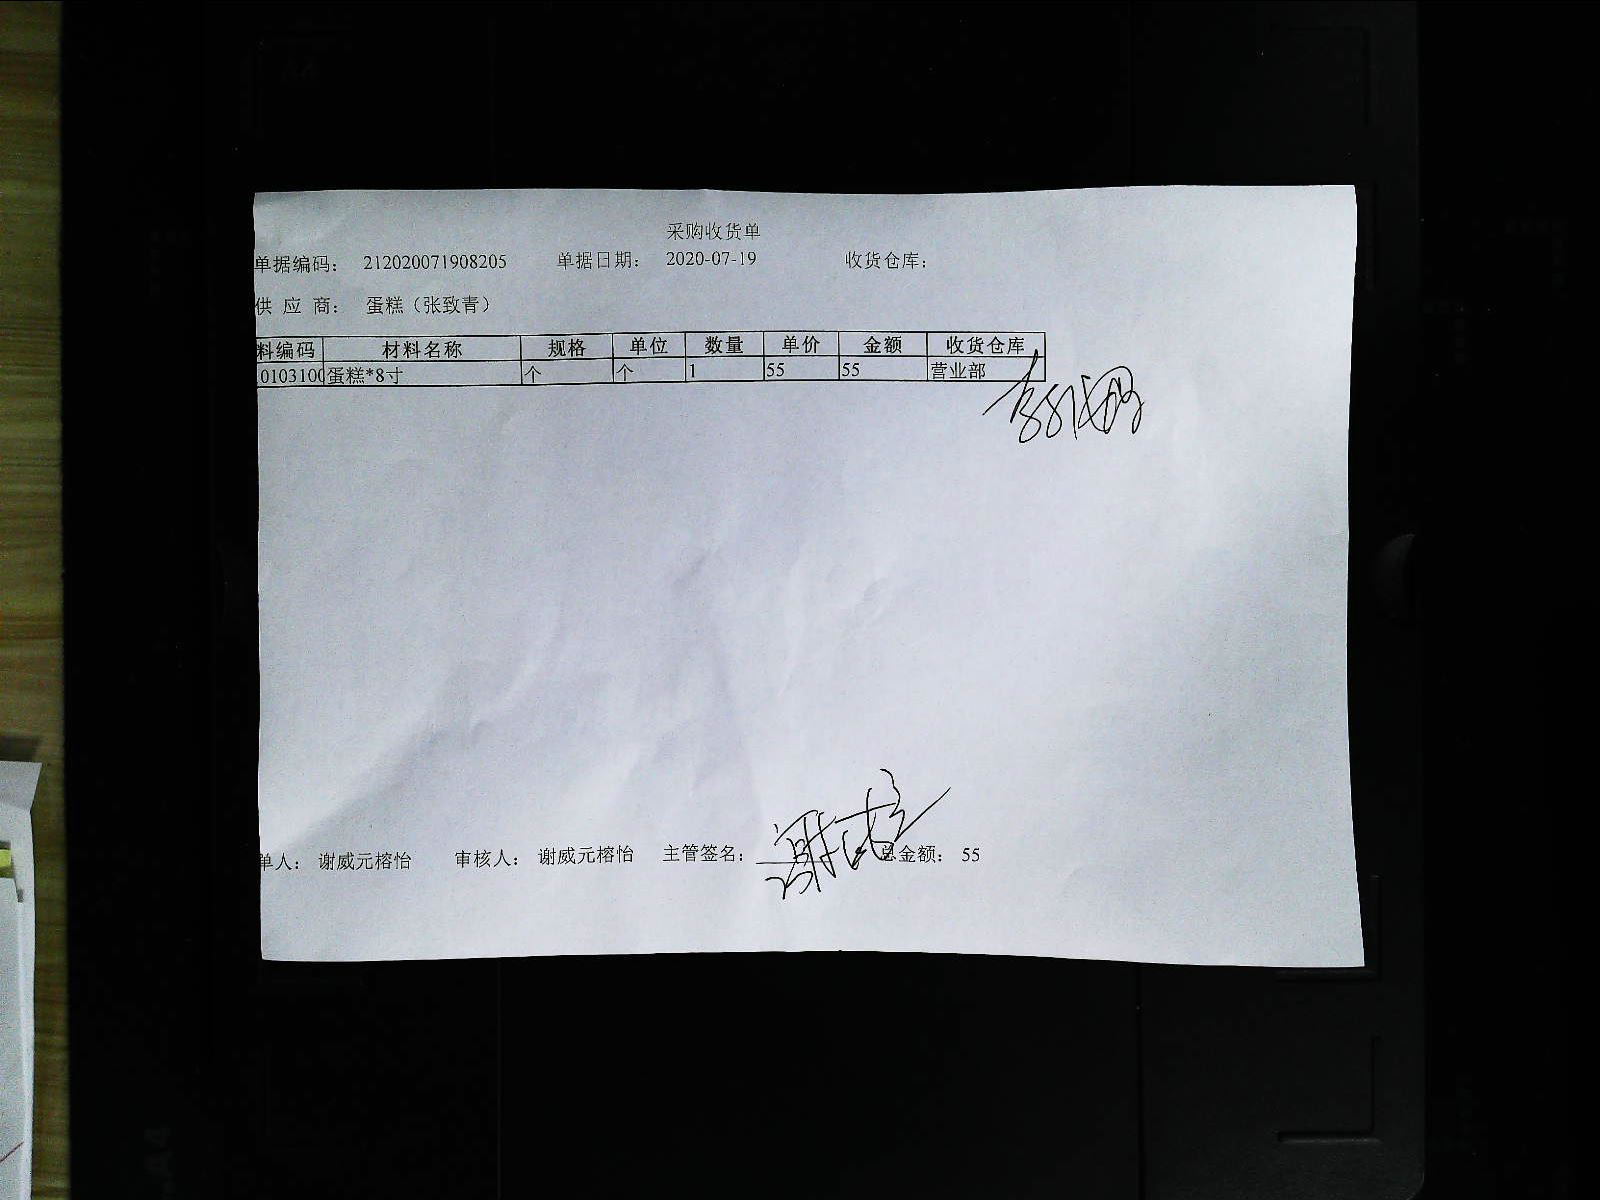 采购收货单
单据编码： 212020071908205 单据日期： 2020-07-19 收货仓库：
供 应 商： 蛋糕（张致青）
料编码 材料名称 规格 单位 数量 单价 金额 收货仓库
0103100 蛋糕*8寸 个 个 1 55 55 营业部
单人： 谢威元榕怡 审核人： 谢威元榕怡 主管签名： 总金额： 55